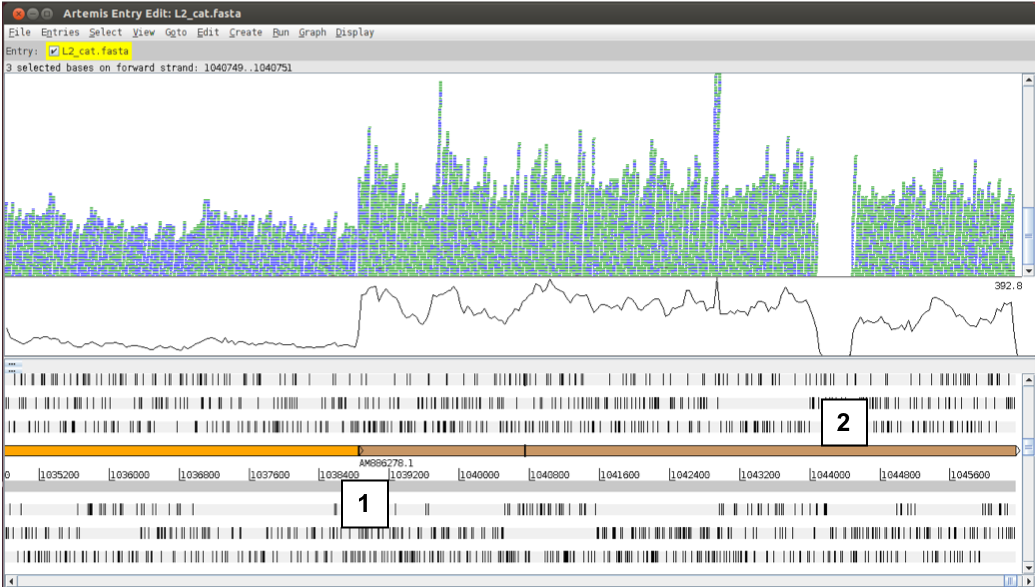 Artemis Entry Edit: L2_cat.fasta
File Entries Select View Goto Edit Create Run Graph Display
Entry: L2_cat.fasta
3 selected bases on forward strand: 1040749..1040751
392.8
2
AM886278.1
0 1035200 1036000 1036800 1037600 1038400 1039200 1040000 1040800 1041600 1042400 1043200 1044000 1044800 1045600
1